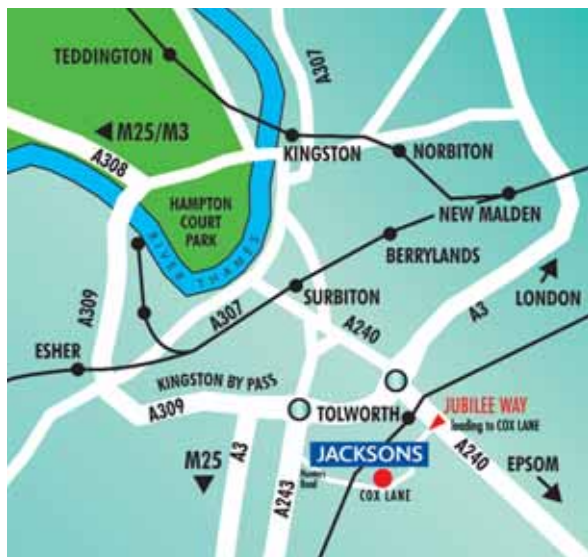 TEDDINGTON
A307
M25/M3
A308
KINGSTON
NORBITON
HAMPTON
COURT
PARK
NEW MALDEN
RIVER THANES
BERRYLANDS
A309
A307
SURBITON
LONDON
A3
A240
ESHER
KINGSTON BY PASS
A309
TOLWORTH
JUBILEE WAY
leading to COX LANE
M25
A3
JACKSONS
A240
EPSOM
A243
Road
COX LANE